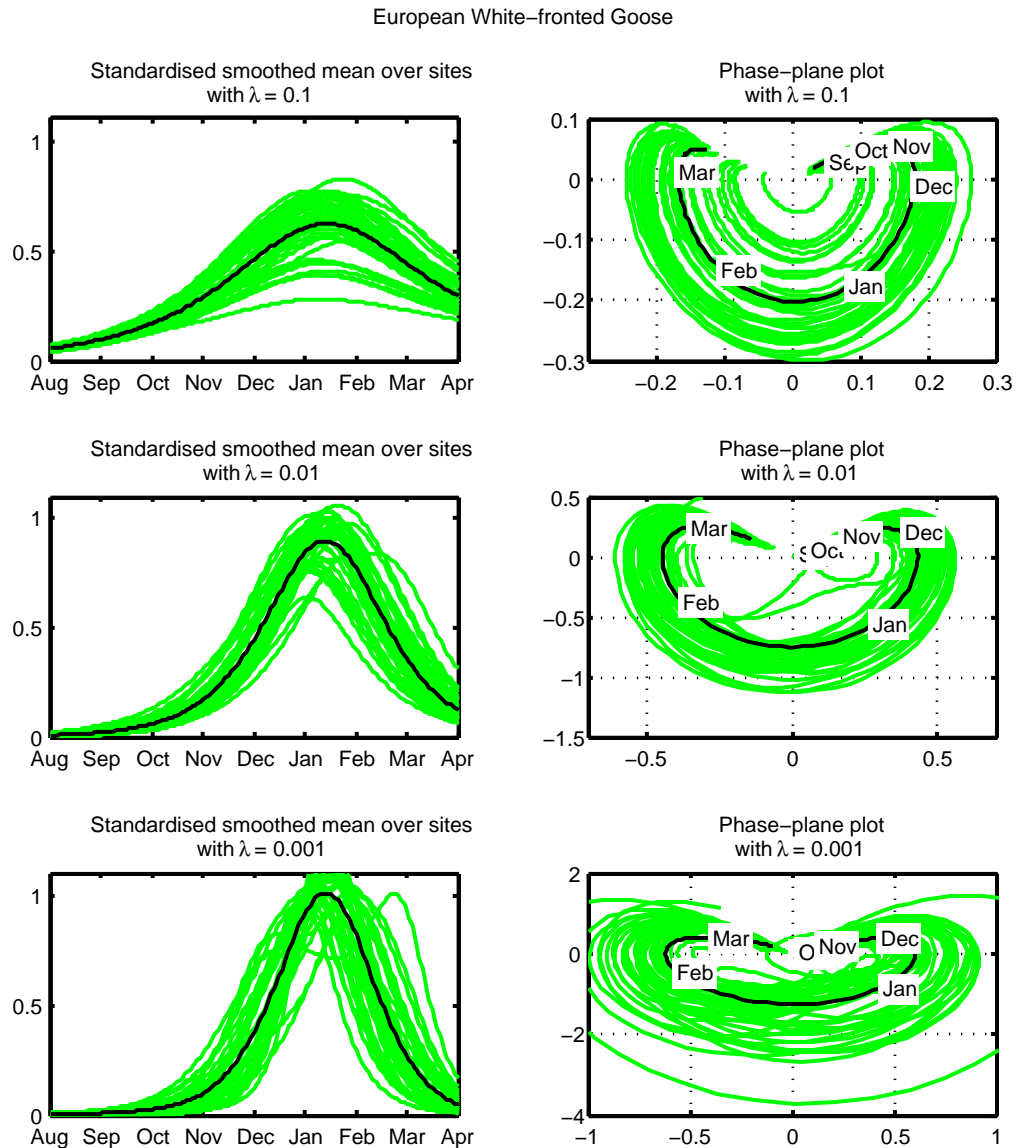 European White−fronted Goose
Standardised smoothed mean over sites
with λ = 0.1
1
0.5
0
Aug Sep Oct Nov Dec Jan Feb Mar Apr
Phase−plane plot
with λ = 0.1
0.1
0
−0.1
−0.2
−0.3
−0.2 −0.1 0 0.1 0.2 0.3
Mar
Feb
Jan
Dec
Nov
Oct
Sep
Standardised smoothed mean over sites
with λ = 0.01
1
0.5
0
Aug Sep Oct Nov Dec Jan Feb Mar Apr
Phase−plane plot
with λ = 0.01
0.5
0
−0.5
−1
−1.5
−0.5 0 0.5
Mar
Feb
Jan
Dec
Nov
Oct
Standardised smoothed mean over sites
with λ = 0.001
1
0.5
0
Aug Sep Oct Nov Dec Jan Feb Mar Apr
Phase−plane plot
with λ = 0.001
2
0
−2
−4
−1 −0.5 0 0.5 1
Mar
Feb
Jan
Dec
Nov